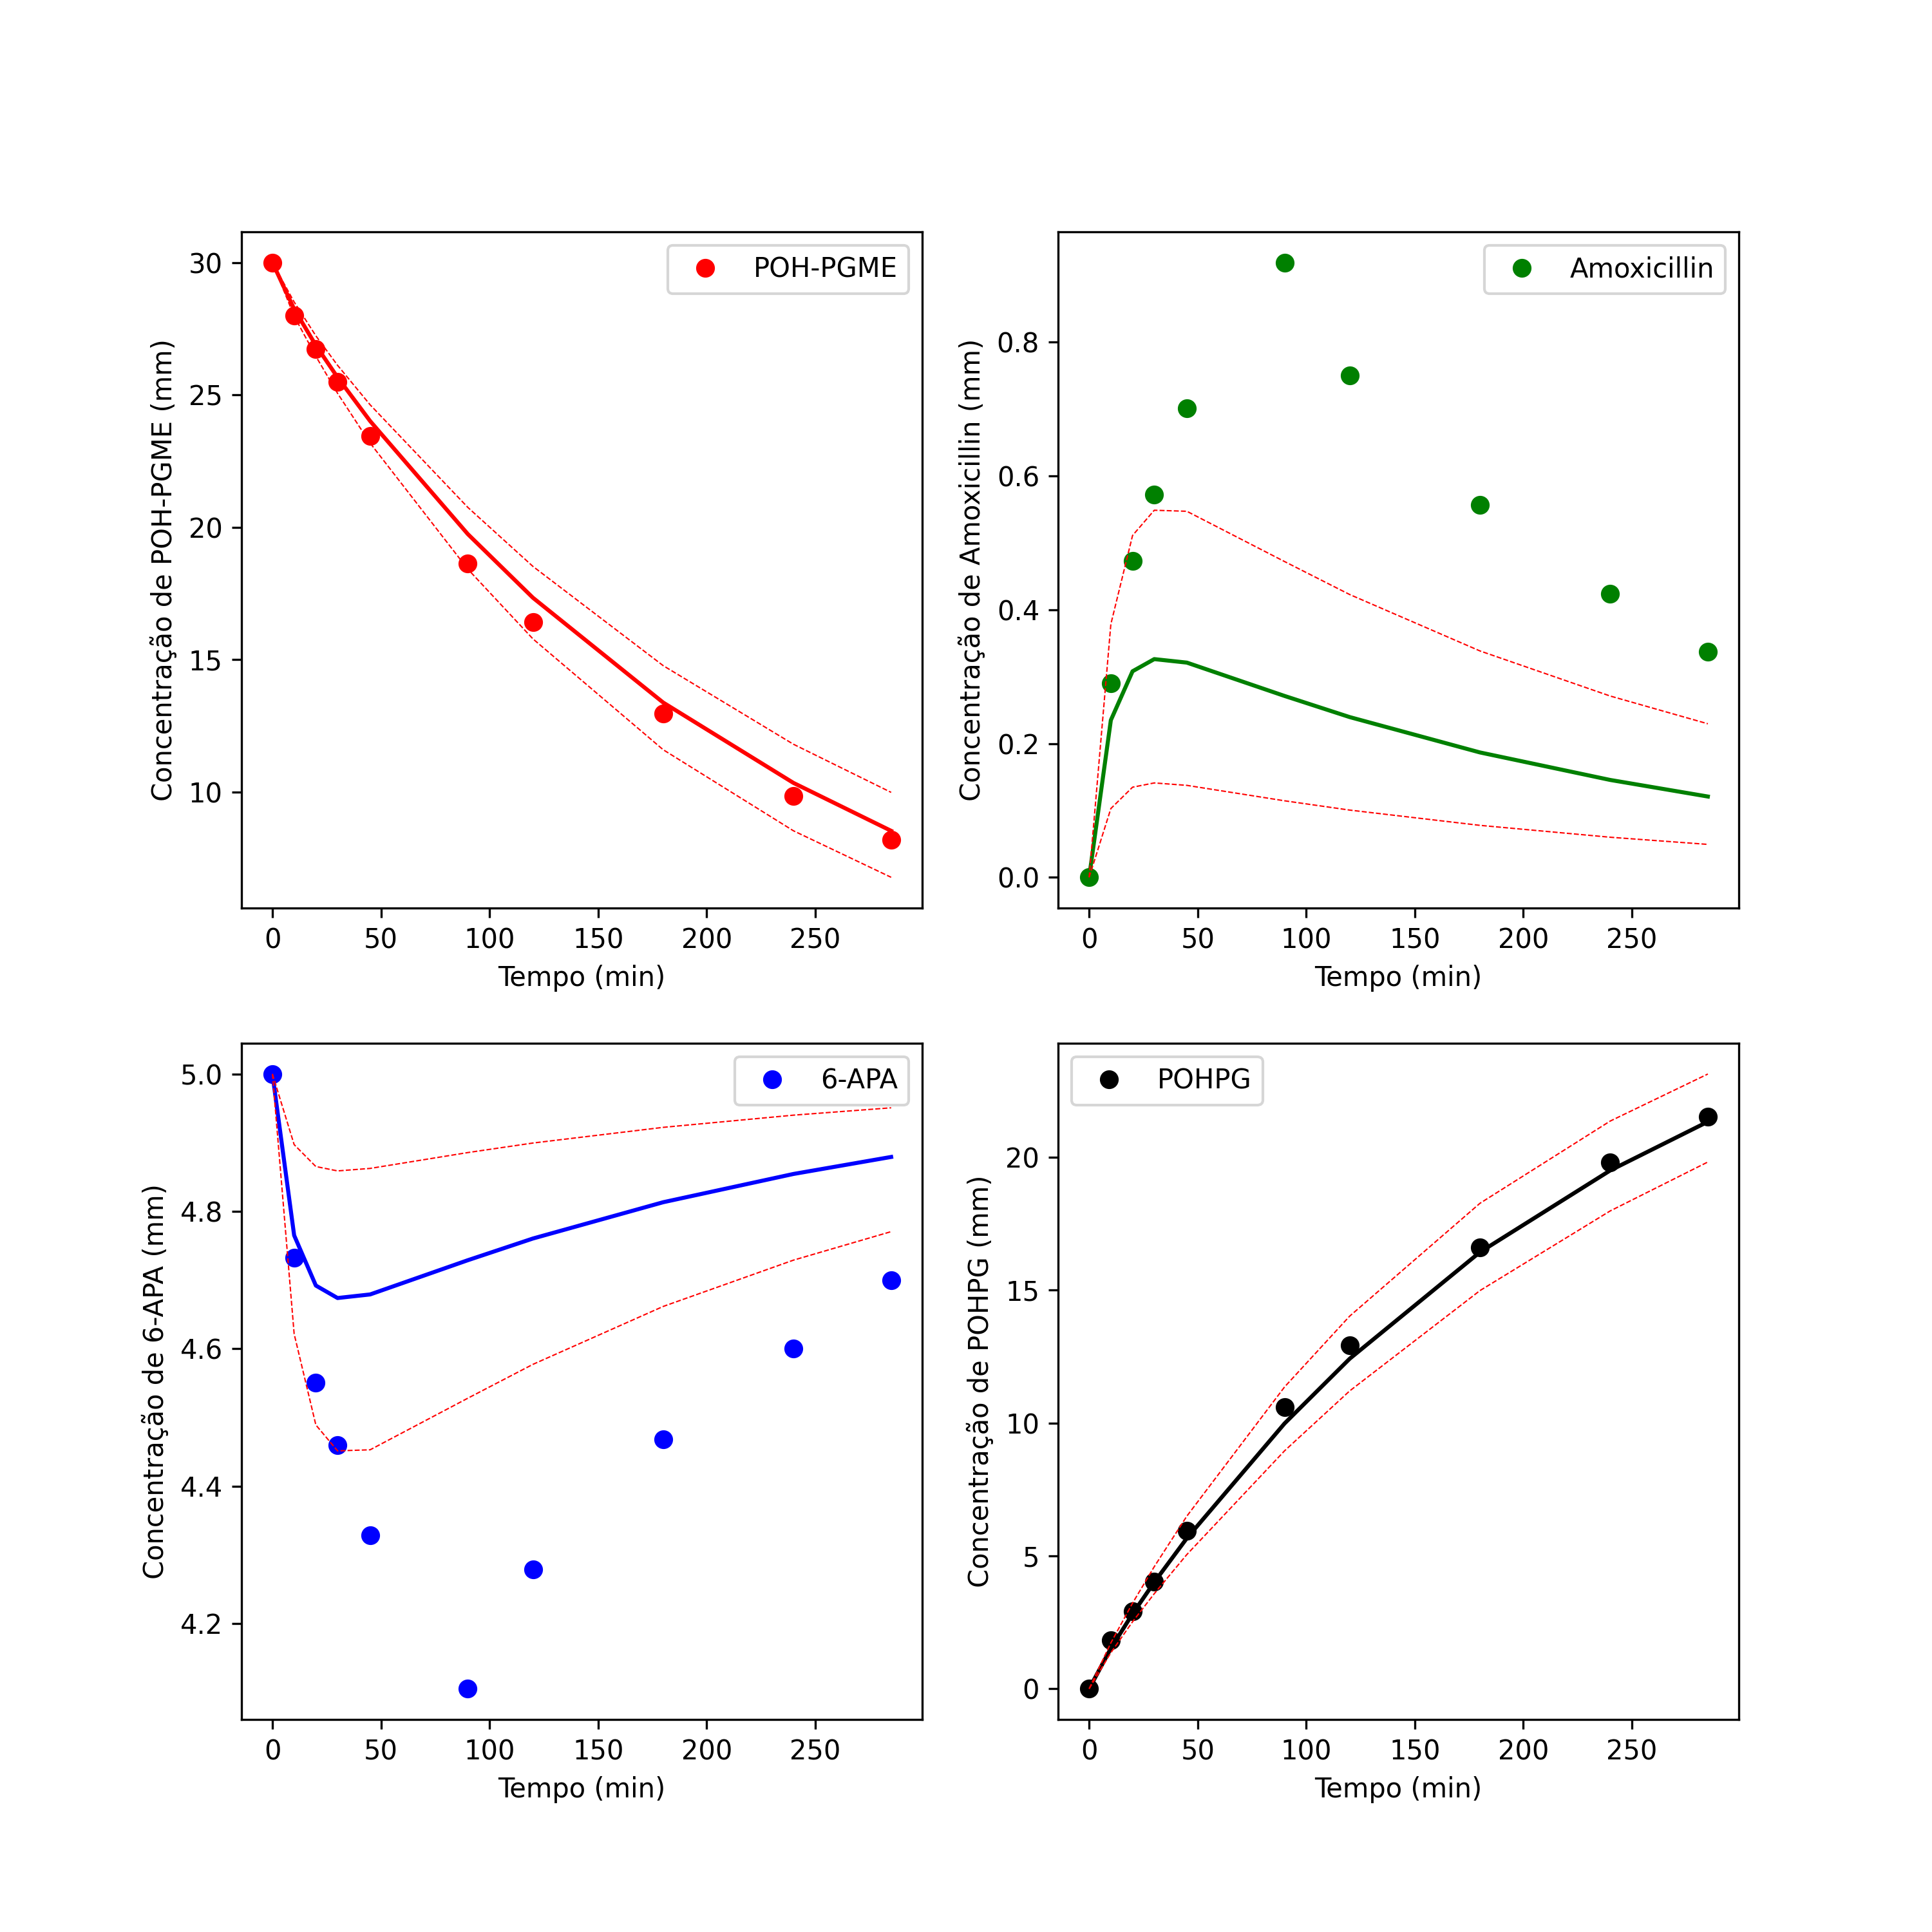 POH-PGME
Concentração de POH-PGME (mm)
30
25
20
15
10
0 50 100 150 200 250
Tempo (min)
Amoxicillin
Concentração de Amoxicillin (mm)
0.8
0.6
0.4
0.2
0.0
0 50 100 150 200 250
Tempo (min)
6-APA
Concentração de 6-APA (mm)
5.0
4.8
4.6
4.4
4.2
0 50 100 150 200 250
Tempo (min)
POHPG
Concentração de POHPG (mm)
20
15
10
5
0
0 50 100 150 200 250
Tempo (min)